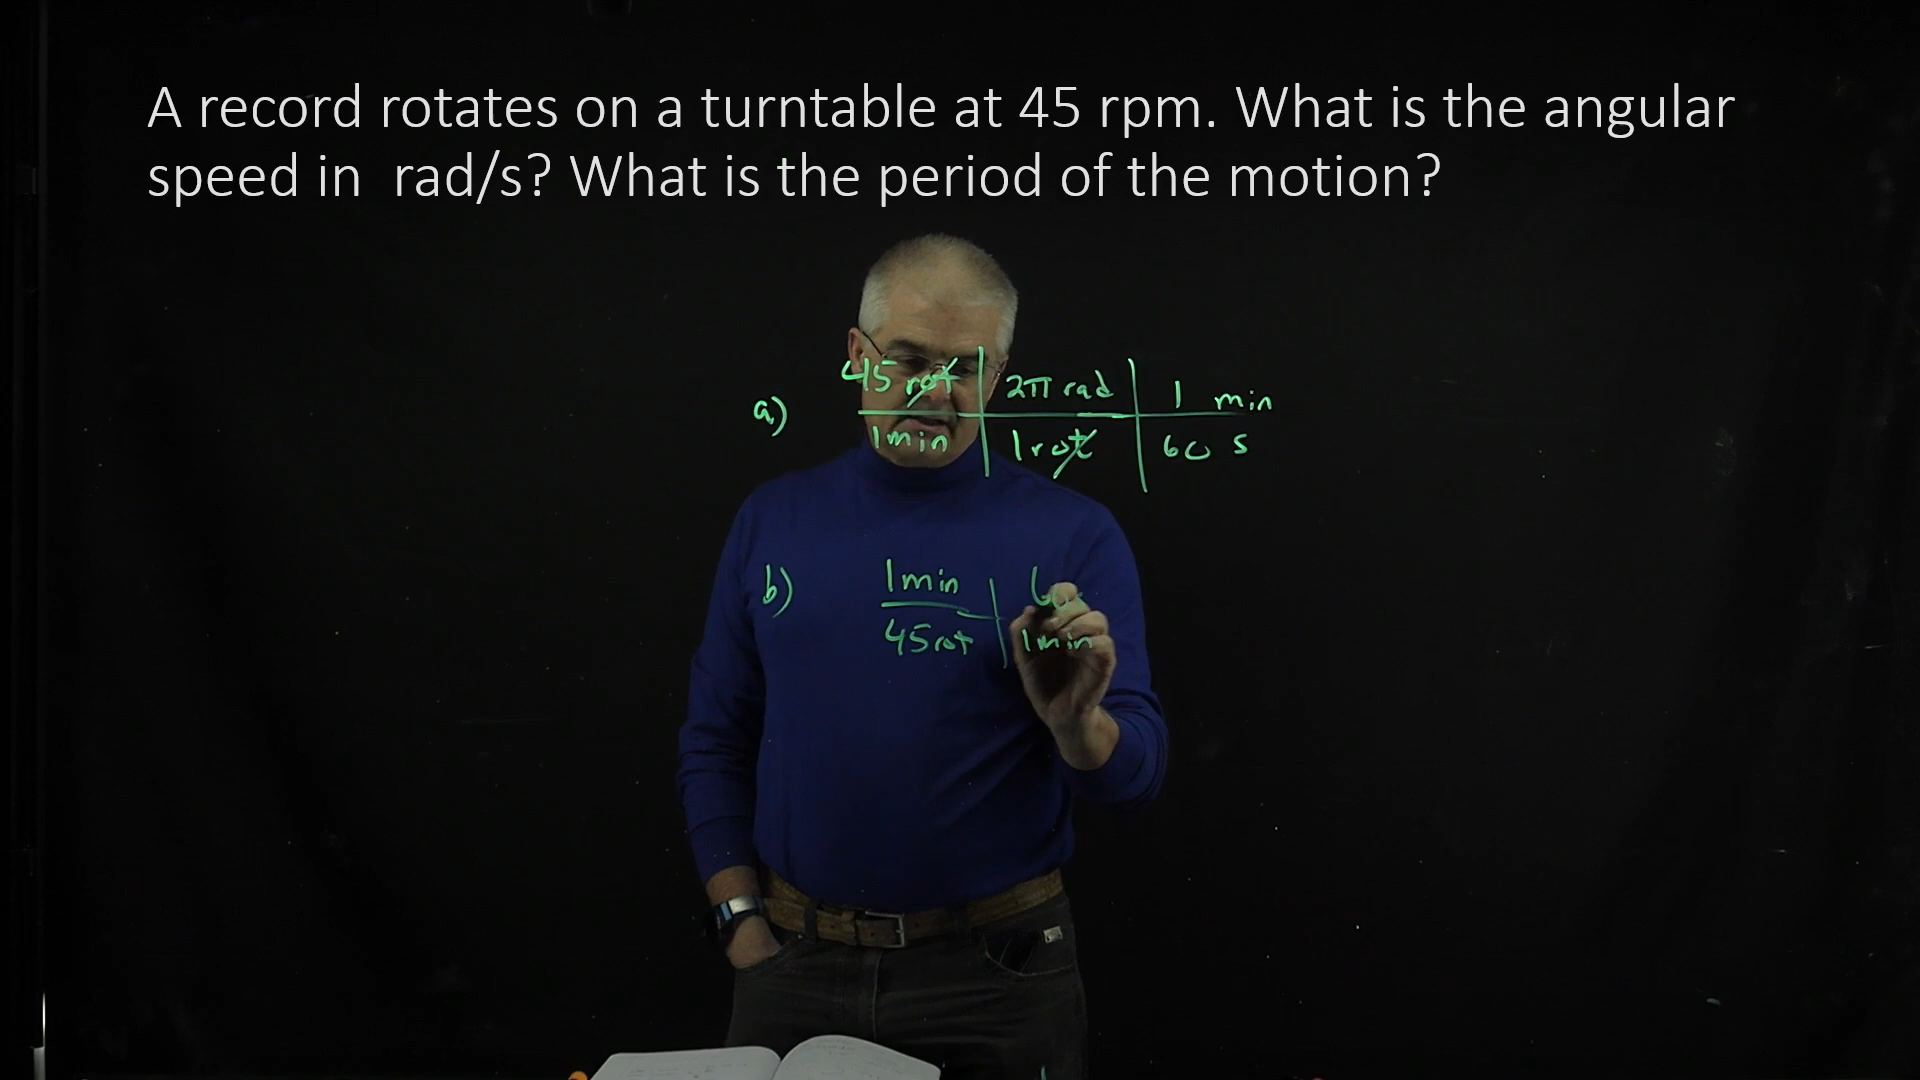 A record rotates on a turntable at 45 rpm. What is the angular
speed in rad/s? What is the period of the motion?
a)
45 rot | 2π rad | 1 min
1 min | 1 rot | 60 s
b)
1 min | 60
45 rot | 1 min